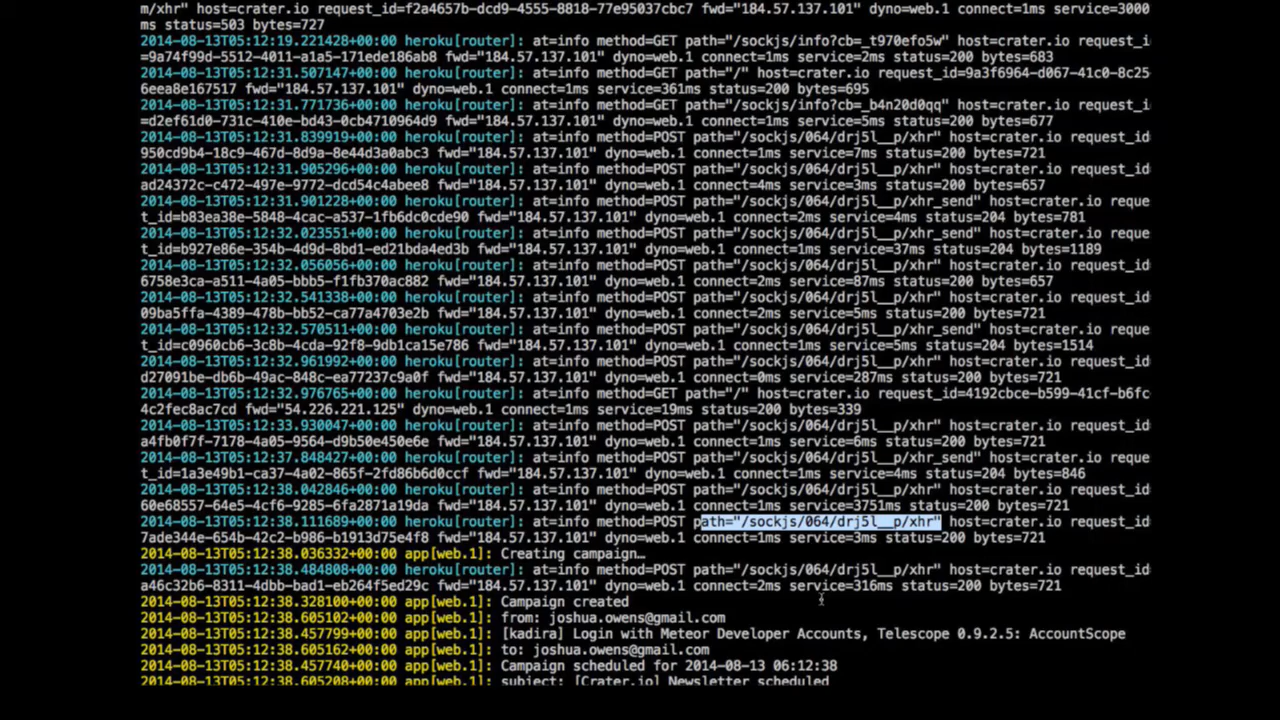 m/xhr" host=crater.io request_id=f2a4657b-dcd9-4555-8818-77e95037cbc7 fwd="184.57.137.101" dyno=web.1 connect=1ms service=3000
ms status=503 bytes=727
2014-08-13T05:12:19.221428+00:00 heroku[router]: at=info method=GET path="/sockjs/info?cb=_t970efo5w" host=crater.io request_id
=9a74f99d-5512-4011-a1a5-171ede186ab8 fwd="184.57.137.101" dyno=web.1 connect=1ms service=2ms status=200 bytes=683
2014-08-13T05:12:31.507147+00:00 heroku[router]: at=info method=GET path="/" host=crater.io request_id=9a3f6964-d067-41c0-8c25-
6eea8e167517 fwd="184.57.137.101" dyno=web.1 connect=1ms service=361ms status=200 bytes=695
2014-08-13T05:12:31.771736+00:00 heroku[router]: at=info method=GET path="/sockjs/info?cb=_b4n20d0qq" host=crater.io request_id
=d2ef61d0-731c-410e-bd43-0cb4710964d9 fwd="184.57.137.101" dyno=web.1 connect=1ms service=5ms status=200 bytes=677
2014-08-13T05:12:31.839919+00:00 heroku[router]: at=info method=POST path="/sockjs/064/drj5l__p/xhr" host=crater.io request_id=
950cd9b4-18c9-467d-8d9a-8e44d3a0abc3 fwd="184.57.137.101" dyno=web.1 connect=1ms service=7ms status=200 bytes=721
2014-08-13T05:12:31.905296+00:00 heroku[router]: at=info method=POST path="/sockjs/064/drj5l__p/xhr" host=crater.io request_id=
ad24372c-c472-497e-9772-dcd54c4abee8 fwd="184.57.137.101" dyno=web.1 connect=4ms service=3ms status=200 bytes=657
2014-08-13T05:12:31.901228+00:00 heroku[router]: at=info method=POST path="/sockjs/064/drj5l__p/xhr_send" host=crater.io reques
t_id=b83ea38e-5848-4cac-a537-1fb6dc0cde90 fwd="184.57.137.101" dyno=web.1 connect=2ms service=4ms status=204 bytes=781
2014-08-13T05:12:32.023551+00:00 heroku[router]: at=info method=POST path="/sockjs/064/drj5l__p/xhr_send" host=crater.io reques
t_id=b927e86e-354b-4d9d-8bd1-ed21bda4ed3b fwd="184.57.137.101" dyno=web.1 connect=1ms service=37ms status=204 bytes=1189
2014-08-13T05:12:32.056056+00:00 heroku[router]: at=info method=POST path="/sockjs/064/drj5l__p/xhr" host=crater.io request_id=
6758e3ca-a511-4a05-bbb5-f1fb370ac882 fwd="184.57.137.101" dyno=web.1 connect=2ms service=87ms status=200 bytes=657
2014-08-13T05:12:32.541338+00:00 heroku[router]: at=info method=POST path="/sockjs/064/drj5l__p/xhr" host=crater.io request_id=
09ba5ffa-4389-478b-bb52-ca77a4703e2b fwd="184.57.137.101" dyno=web.1 connect=2ms service=5ms status=200 bytes=721
2014-08-13T05:12:32.570511+00:00 heroku[router]: at=info method=POST path="/sockjs/064/drj5l__p/xhr_send" host=crater.io reques
t_id=c0960cb6-3c8b-4cda-92f8-9db1ca15e786 fwd="184.57.137.101" dyno=web.1 connect=1ms service=5ms status=204 bytes=1514
2014-08-13T05:12:32.961992+00:00 heroku[router]: at=info method=POST path="/sockjs/064/drj5l__p/xhr" host=crater.io request_id=
d27091be-db6b-49ac-848c-ea77237c9a0f fwd="184.57.137.101" dyno=web.1 connect=0ms service=287ms status=200 bytes=721
2014-08-13T05:12:32.976765+00:00 heroku[router]: at=info method=GET path="/" host=crater.io request_id=4192cbce-b599-41cf-b6fc-
4c2fec8ac7cd fwd="54.226.221.125" dyno=web.1 connect=1ms service=19ms status=200 bytes=339
2014-08-13T05:12:33.930047+00:00 heroku[router]: at=info method=POST path="/sockjs/064/drj5l__p/xhr" host=crater.io request_id=
a4fb0f7f-7178-4a05-9564-d9b50e450e6e fwd="184.57.137.101" dyno=web.1 connect=1ms service=6ms status=200 bytes=721
2014-08-13T05:12:37.848427+00:00 heroku[router]: at=info method=POST path="/sockjs/064/drj5l__p/xhr_send" host=crater.io reques
t_id=1a3e49b1-ca37-4a02-865f-2fd86b6d0ccf fwd="184.57.137.101" dyno=web.1 connect=1ms service=4ms status=204 bytes=846
2014-08-13T05:12:38.042846+00:00 heroku[router]: at=info method=POST path="/sockjs/064/drj5l__p/xhr" host=crater.io request_id=
60e68557-64e5-4cf6-9285-6fa2871a19da fwd="184.57.137.101" dyno=web.1 connect=1ms service=3751ms status=200 bytes=721
2014-08-13T05:12:38.111689+00:00 heroku[router]: at=info method=POST path="/sockjs/064/drj5l__p/xhr" host=crater.io request_id=
7ade344e-654b-42c2-b986-b1913d75e4f8 fwd="184.57.137.101" dyno=web.1 connect=1ms service=3ms status=200 bytes=721
2014-08-13T05:12:38.036332+00:00 app[web.1]: Creating campaign…
2014-08-13T05:12:38.484808+00:00 heroku[router]: at=info method=POST path="/sockjs/064/drj5l__p/xhr" host=crater.io request_id=
a46c32b6-8311-4dbb-bad1-eb264f5ed29c fwd="184.57.137.101" dyno=web.1 connect=2ms service=316ms status=200 bytes=721
2014-08-13T05:12:38.328100+00:00 app[web.1]: Campaign created
2014-08-13T05:12:38.605102+00:00 app[web.1]: from: joshua.owens@gmail.com
2014-08-13T05:12:38.457799+00:00 app[web.1]: [kadira] Login with Meteor Developer Accounts, Telescope 0.9.2.5: AccountScope
2014-08-13T05:12:38.605162+00:00 app[web.1]: to: joshua.owens@gmail.com
2014-08-13T05:12:38.457740+00:00 app[web.1]: Campaign scheduled for 2014-08-13 06:12:38
2014-08-13T05:12:38.605208+00:00 app[web.1]: subject: [Crater.io] Newsletter scheduled